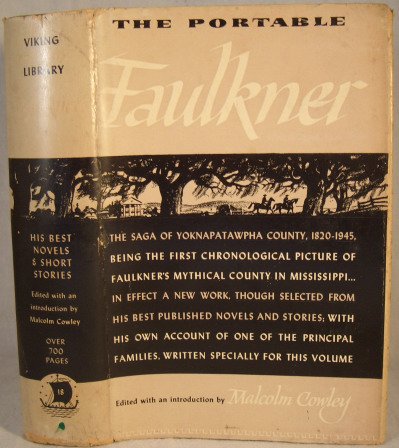 VIKING
LIBRARY
HIS BEST
NOVELS
& SHORT
STORIES
Edited with an
introduction by
Malcolm Cowley
OVER
700
PAGES
18
THE PORTABLE
Faulkner
THE SAGA OF YOKNAPATAWPHA COUNTY, 1820-1945,
BEING THE FIRST CHRONOLOGICAL PICTURE OF
FAULKNER'S MYTHICAL COUNTY IN MISSISSIPPI...
IN EFFECT A NEW WORK, THOUGH SELECTED FROM
HIS BEST PUBLISHED NOVELS AND STORIES; WITH
HIS OWN ACCOUNT OF ONE OF THE PRINCIPAL
FAMILIES, WRITTEN SPECIALLY FOR THIS VOLUME
Edited with an introduction by Malcolm Cowley